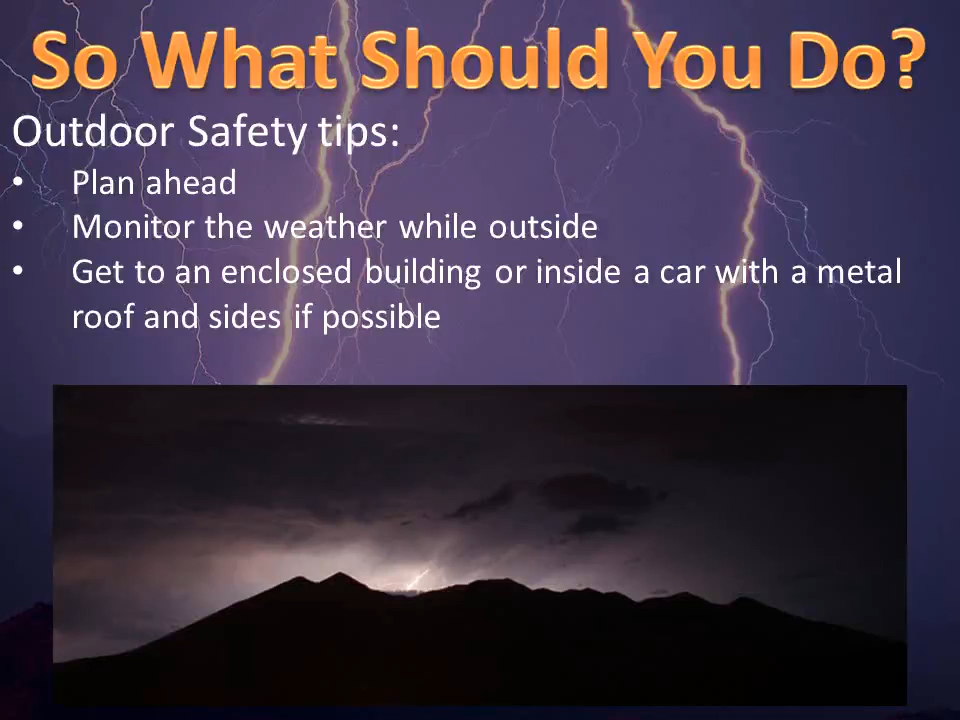 So What Should You Do?
Outdoor Safety tips:
• Plan ahead
• Monitor the weather while outside
• Get to an enclosed building or inside a car with a metal
roof and sides if possible